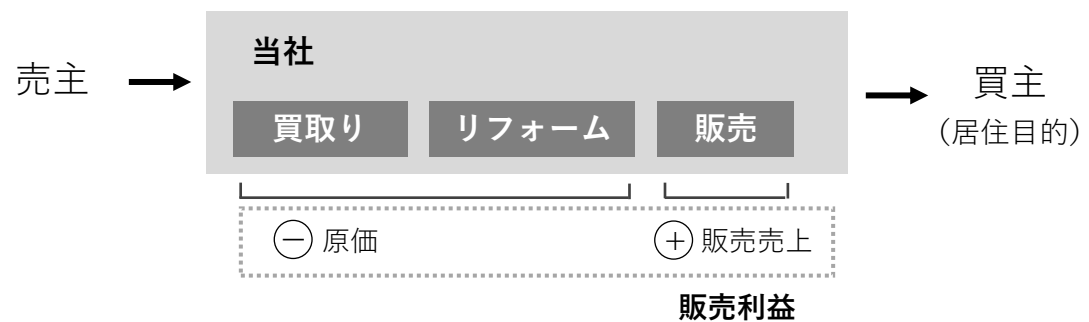 売主
当社
買取り
リフォーム
販売
買主
（居住目的）
－ 原価
＋ 販売売上
販売利益